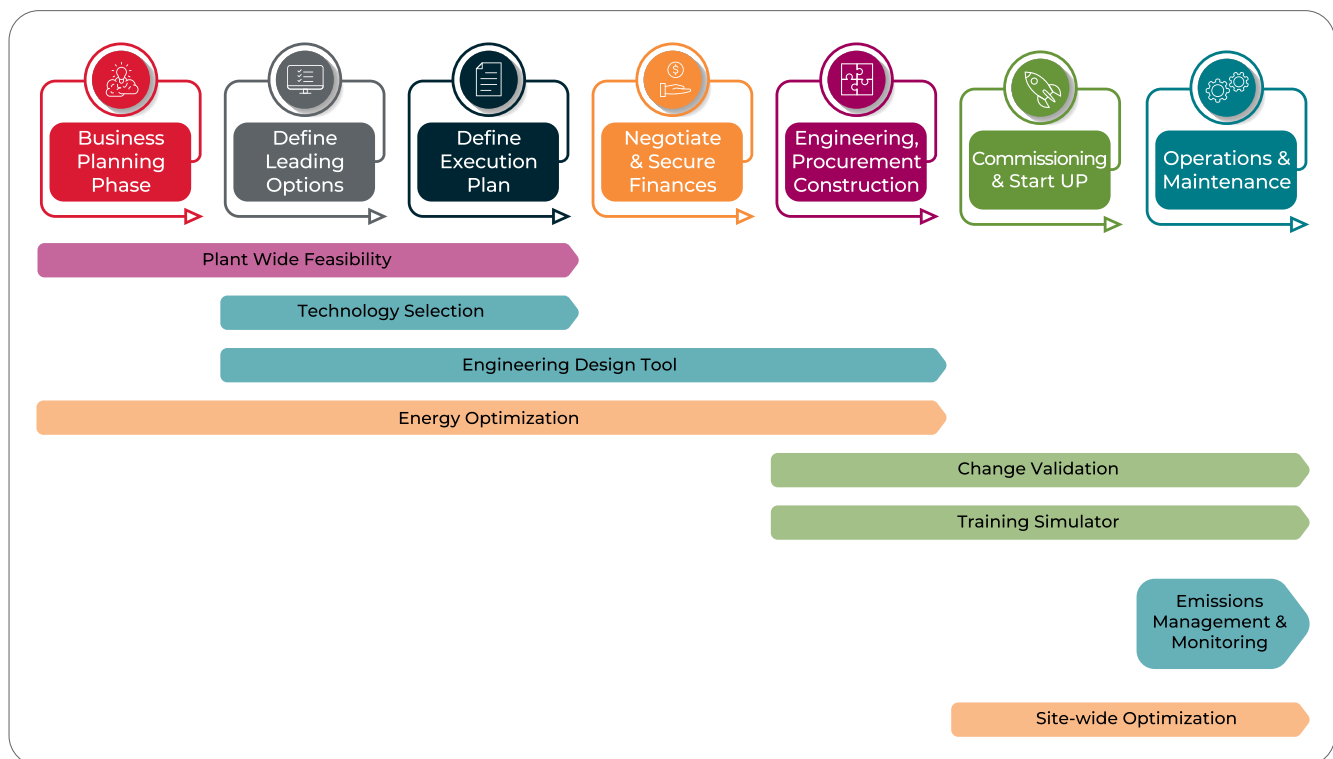 Business
Planning
Phase
Define
Leading
Options
Define
Execution
Plan
Negotiate
& Secure
Finances
Engineering,
Procurement
Construction
Commissioning
& Start UP
Operations &
Maintenance
Plant Wide Feasibility
Technology Selection
Engineering Design Tool
Energy Optimization
Change Validation
Training Simulator
Emissions
Management &
Monitoring
Site-wide Optimization